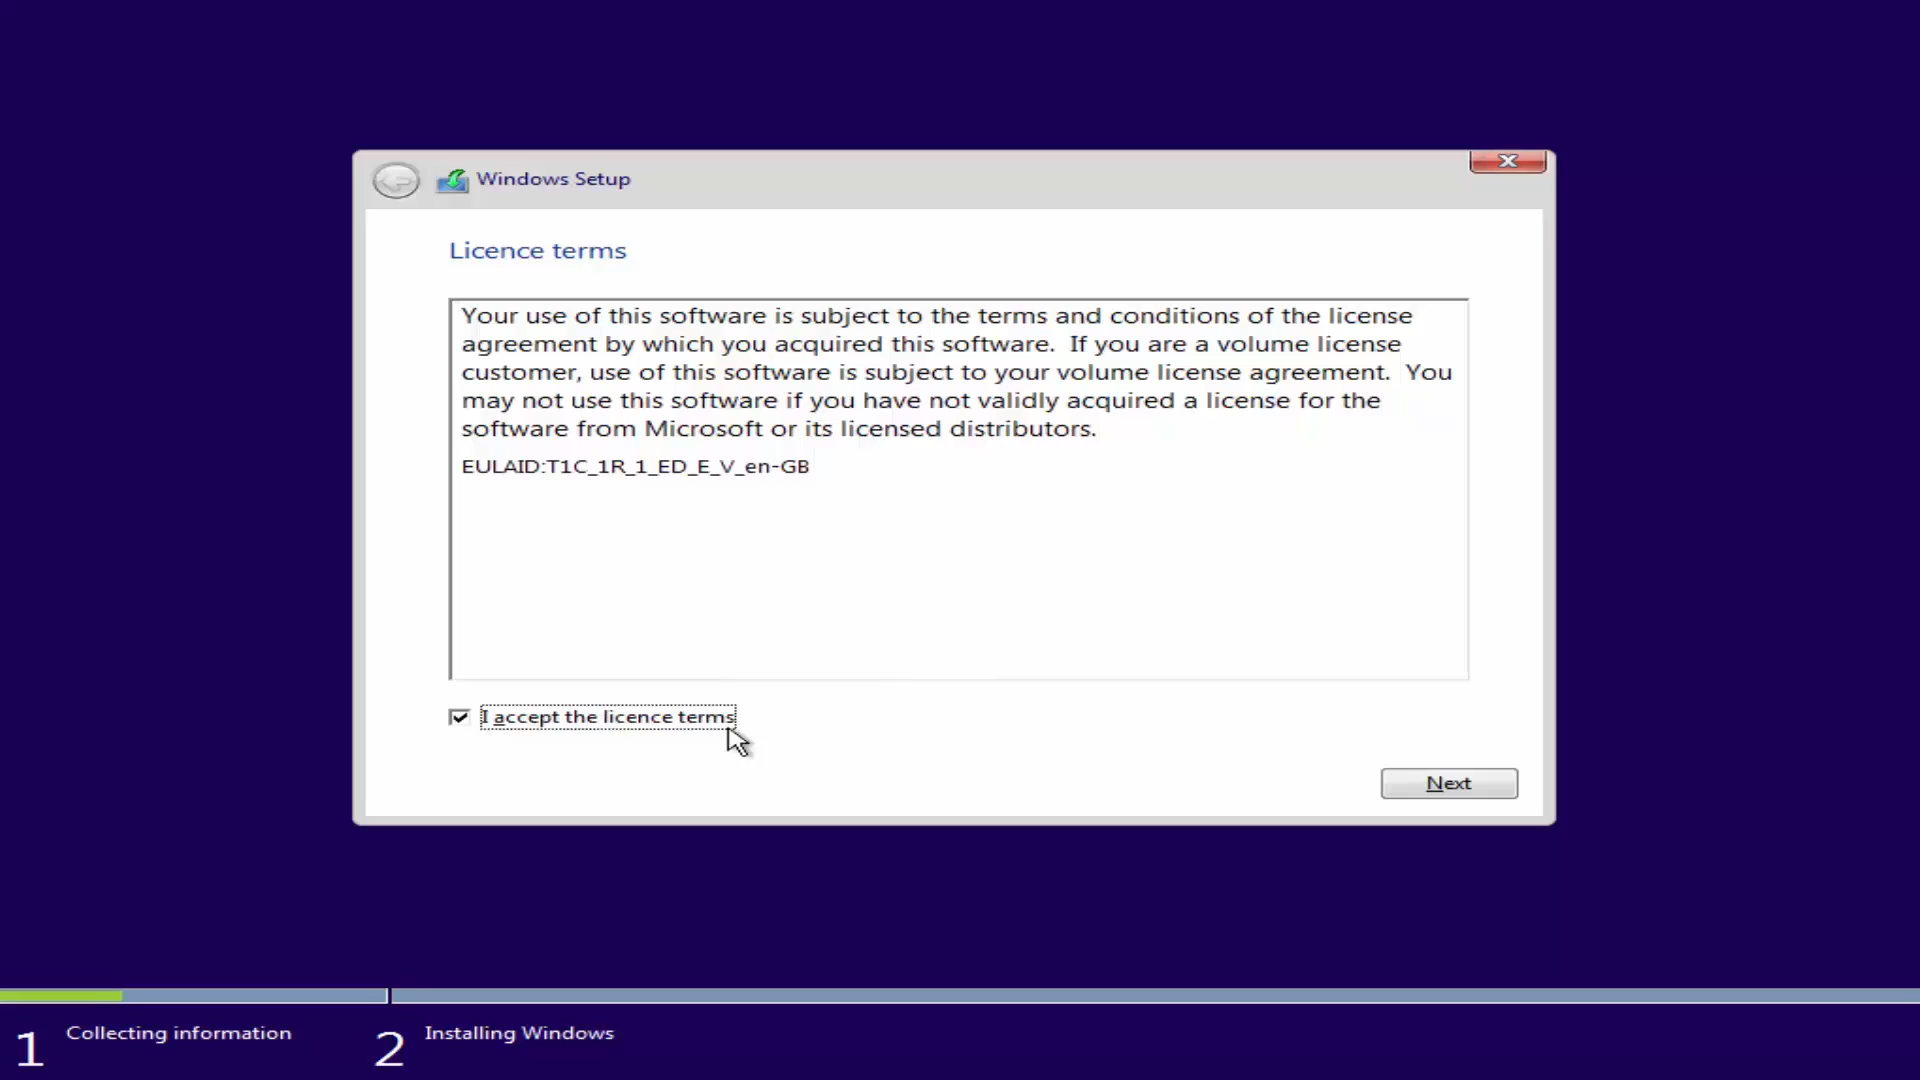 Windows Setup
Licence terms
Your use of this software is subject to the terms and conditions of the license
agreement by which you acquired this software.  If you are a volume license
customer, use of this software is subject to your volume license agreement.  You
may not use this software if you have not validly acquired a license for the
software from Microsoft or its licensed distributors.
EULAID:T1C_1R_1_ED_E_V_en-GB
I accept the licence terms
Next
1 Collecting information
2 Installing Windows